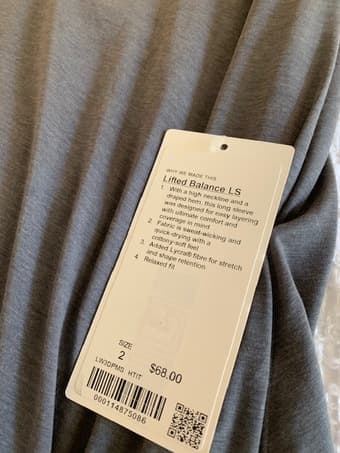 WHY WE MADE THIS
Lifted Balance LS
1. With a high neckline and a
draped hem, this long sleeve
was designed for easy layering
with ultimate comfort and
coverage in mind
2. Fabric is sweat-wicking and
quick-drying with a
cottony-soft feel
3. Added Lycra® fibre for stretch
and shape retention
4. Relaxed fit
SIZE
2
$68.00
LW3DPMS HTIT
000114875086